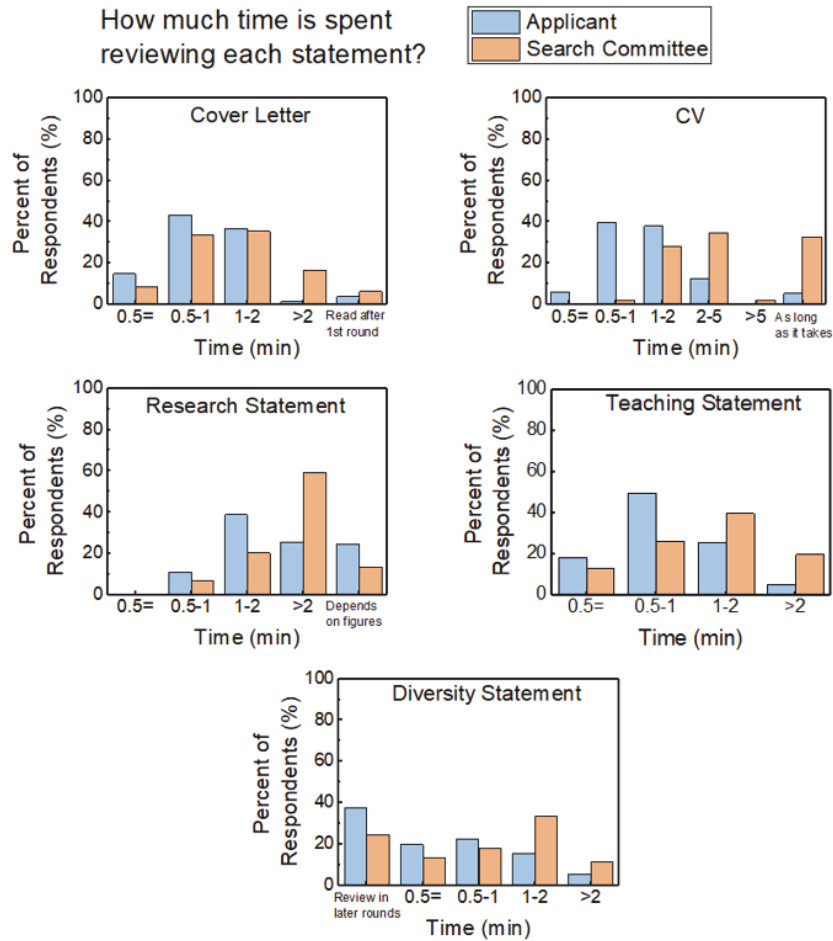 How much time is spent
reviewing each statement?
Applicant
Search Committee
Cover Letter
Percent of
Respondents (%)
100
80
60
40
20
0
0.5= 0.5-1 1-2 >2 Read after
1st round
Time (min)
CV
Percent of
Respondents (%)
100
80
60
40
20
0
0.5= 0.5-1 1-2 2-5 >5 As long
as it takes
Time (min)
Research Statement
Percent of
Respondents (%)
100
80
60
40
20
0
0.5= 0.5-1 1-2 >2 Depends
on figures
Time (min)
Teaching Statement
Percent of
Respondents (%)
100
80
60
40
20
0
0.5= 0.5-1 1-2 >2
Time (min)
Diversity Statement
Percent of
Respondents (%)
100
80
60
40
20
0
Review in
later rounds 0.5= 0.5-1 1-2 >2
Time (min)